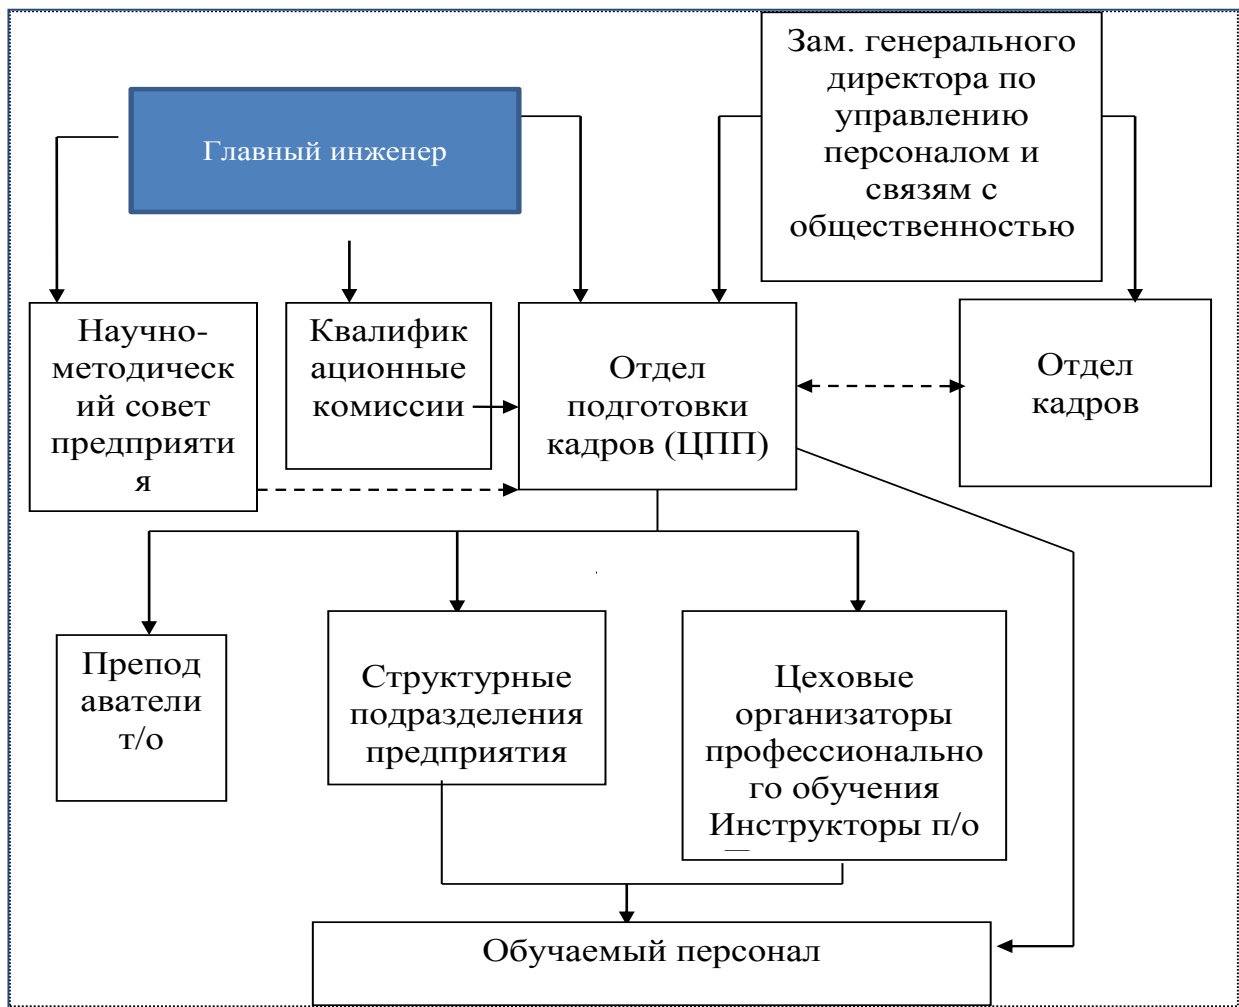 Зам. генерального
директора по
управлению
персоналом и
связям с
общественностью
Главный инженер
Научно-
методическ
ий совет
предприяти
я
Квалифик
ационные
комиссии
Отдел
подготовки
кадров (ЦПП)
Отдел
кадров
Препод
аватели
т/о
Структурные
подразделения
предприятия
Цеховые
организаторы
профессионально
го обучения
Инструкторы п/о
Обучаемый персонал